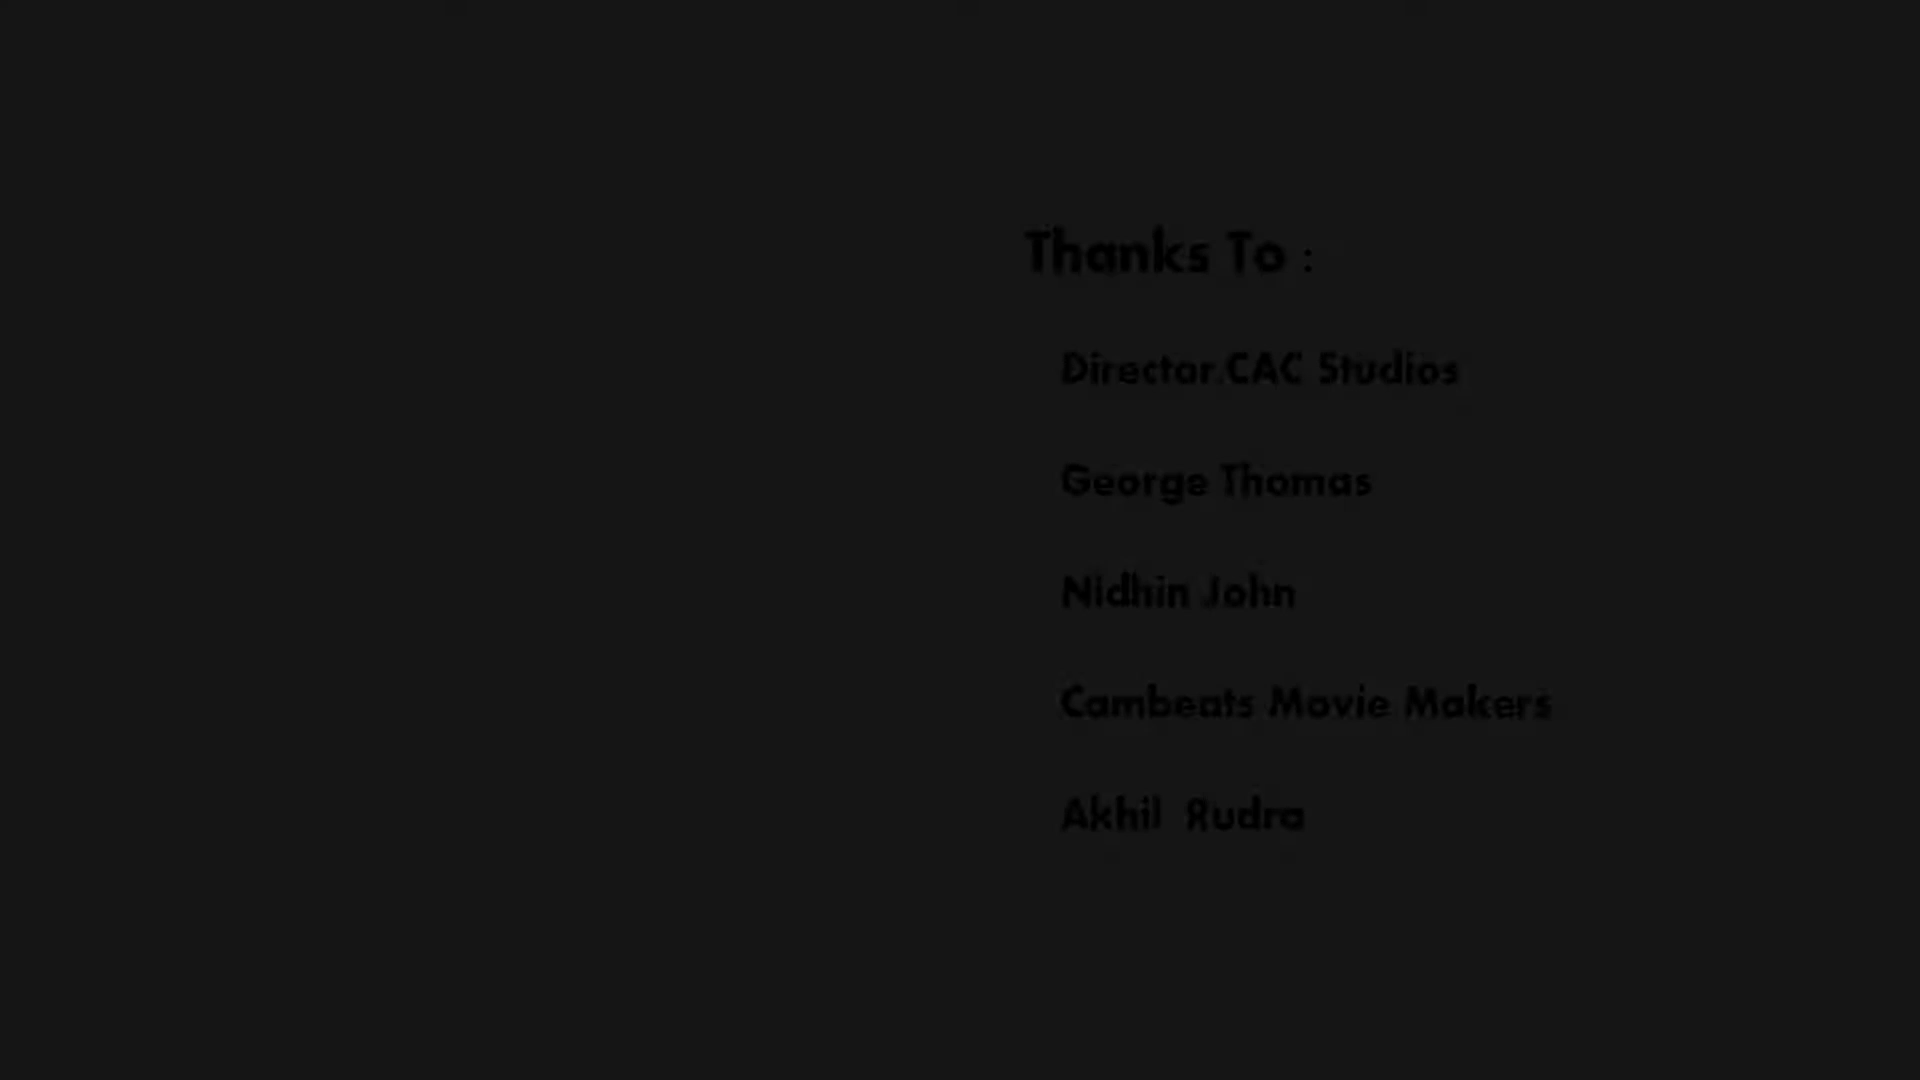 Thanks To :
Director.CAC Studios
George Thomas
Nidhin John
Cambeats Movie Makers
Akhil Rudra